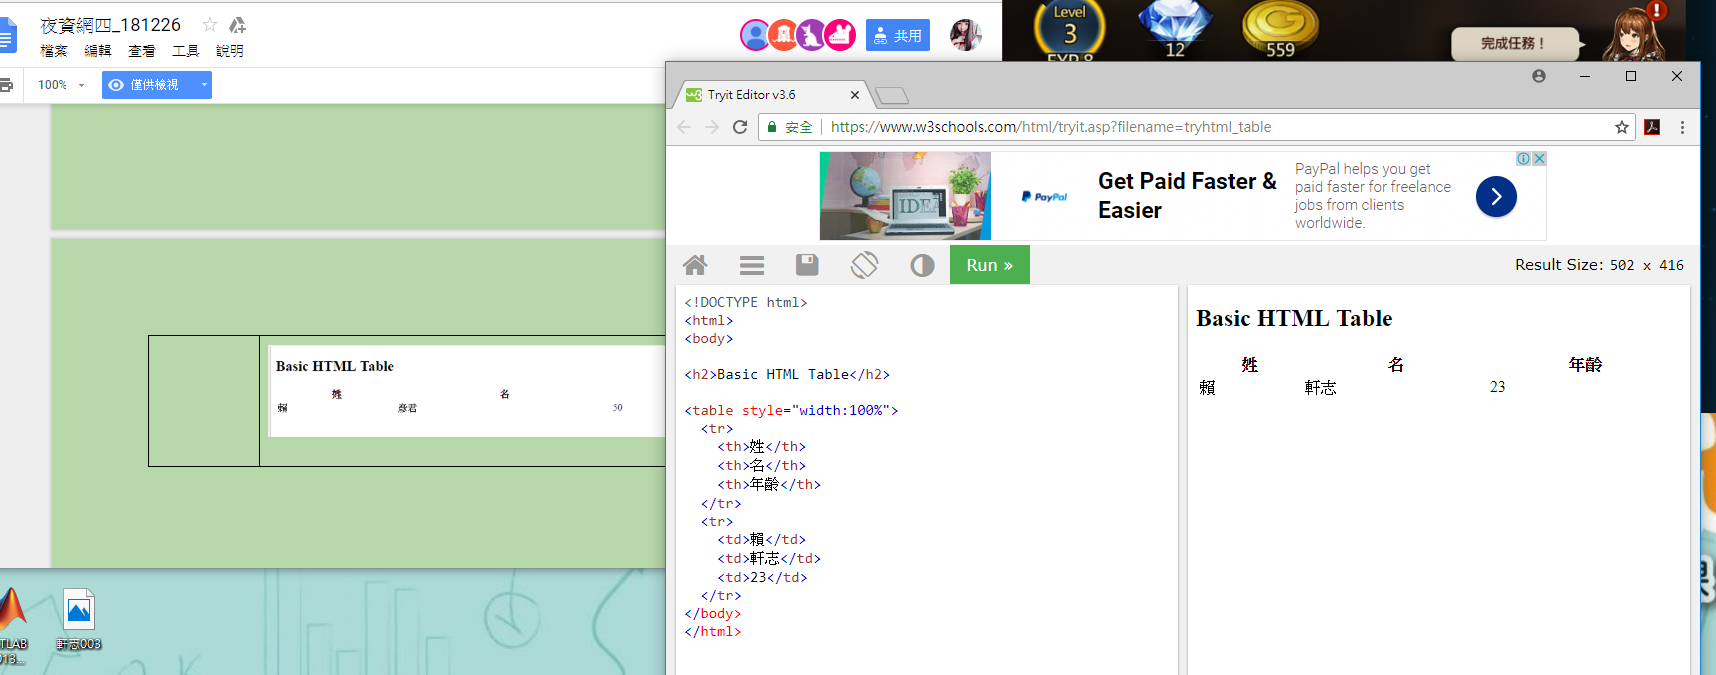 夜資網四_181226
檔案 編輯 查看 工具 說明
共用
100%
僅供檢視
Level
3
12
559
完成任務！
Tryit Editor v3.6
安全 https://www.w3schools.com/html/tryit.asp?filename=tryhtml_table
IDEA
PayPal
Get Paid Faster &
Easier
PayPal helps you get
paid faster for freelance
jobs from clients
worldwide.
Run »
Result Size: 502 x 416
<!DOCTYPE html>
<html>
<body>
<h2>Basic HTML Table</h2>
<table style="width:100%">
<tr>
<th>姓</th>
<th>名</th>
<th>年齡</th>
</tr>
<tr>
<td>賴</td>
<td>軒志</td>
<td>23</td>
</tr>
</body>
</html>
Basic HTML Table
姓 名 年齡
賴 軒志 23
Basic HTML Table
姓 名
賴 彥君 50
軒志003